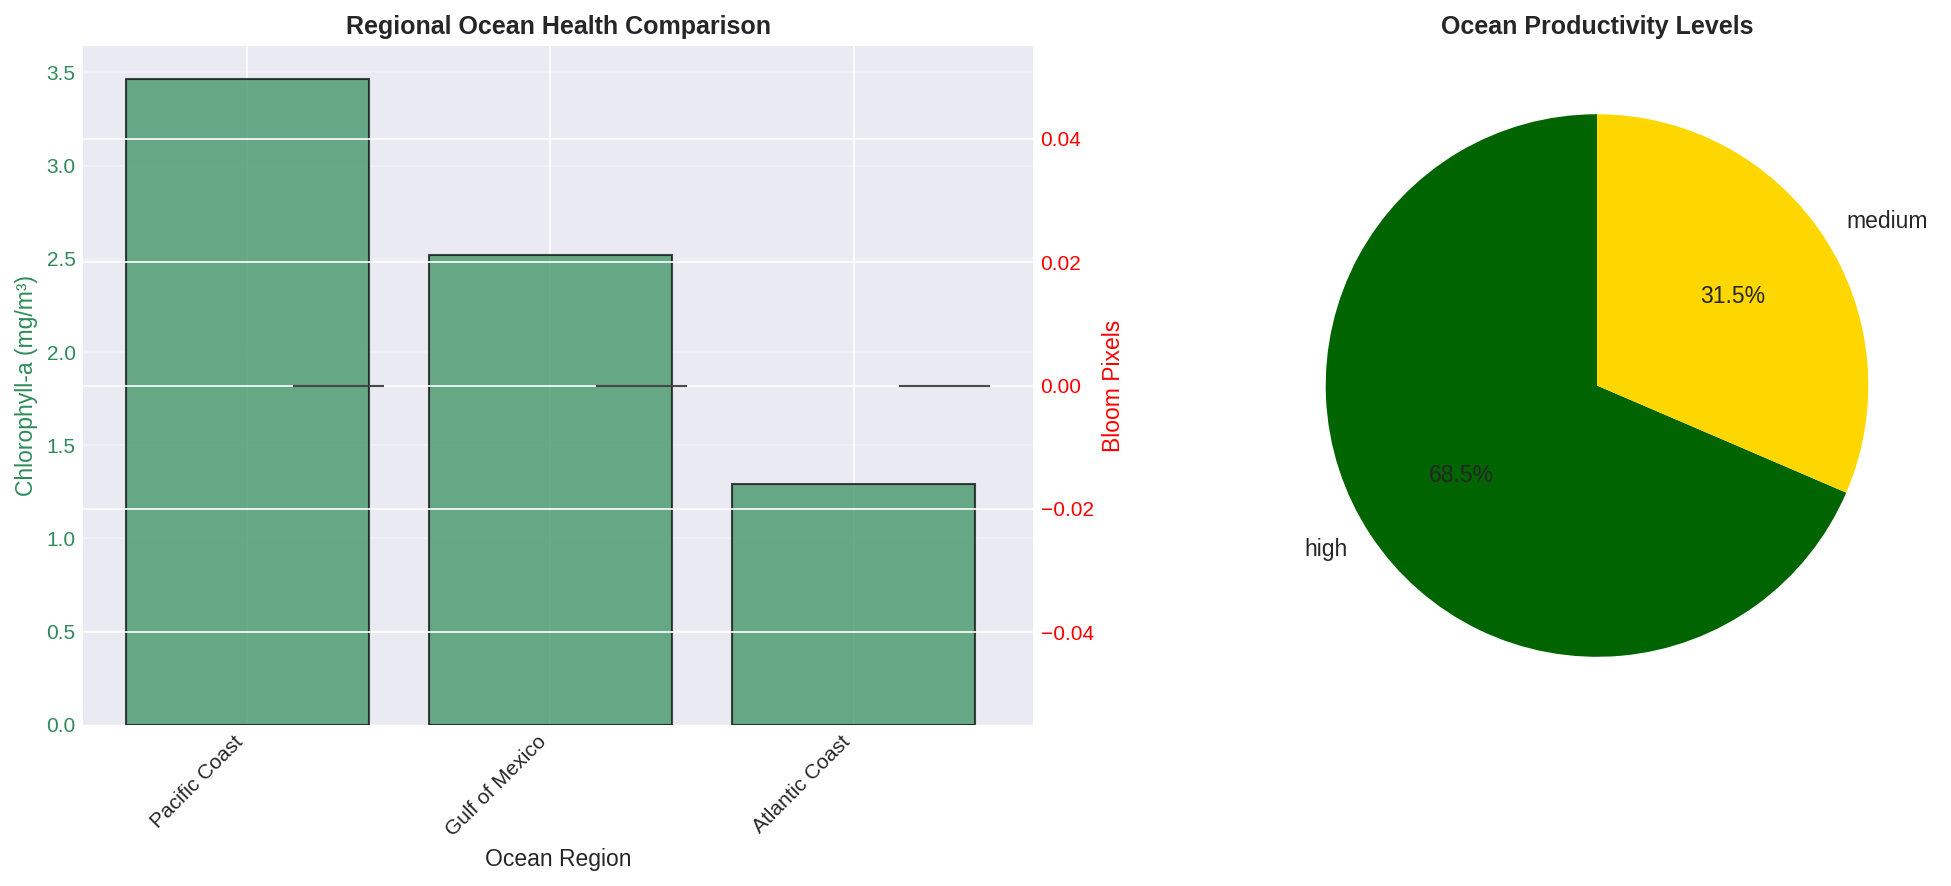 Regional Ocean Health Comparison
Chlorophyll-a (mg/m³)
3.5
3.0
2.5
2.0
1.5
1.0
0.5
0.0
Pacific Coast
Gulf of Mexico
Atlantic Coast
Ocean Region
0.04
0.02
0.00
−0.02
−0.04
Bloom Pixels
Ocean Productivity Levels
medium
31.5%
68.5%
high